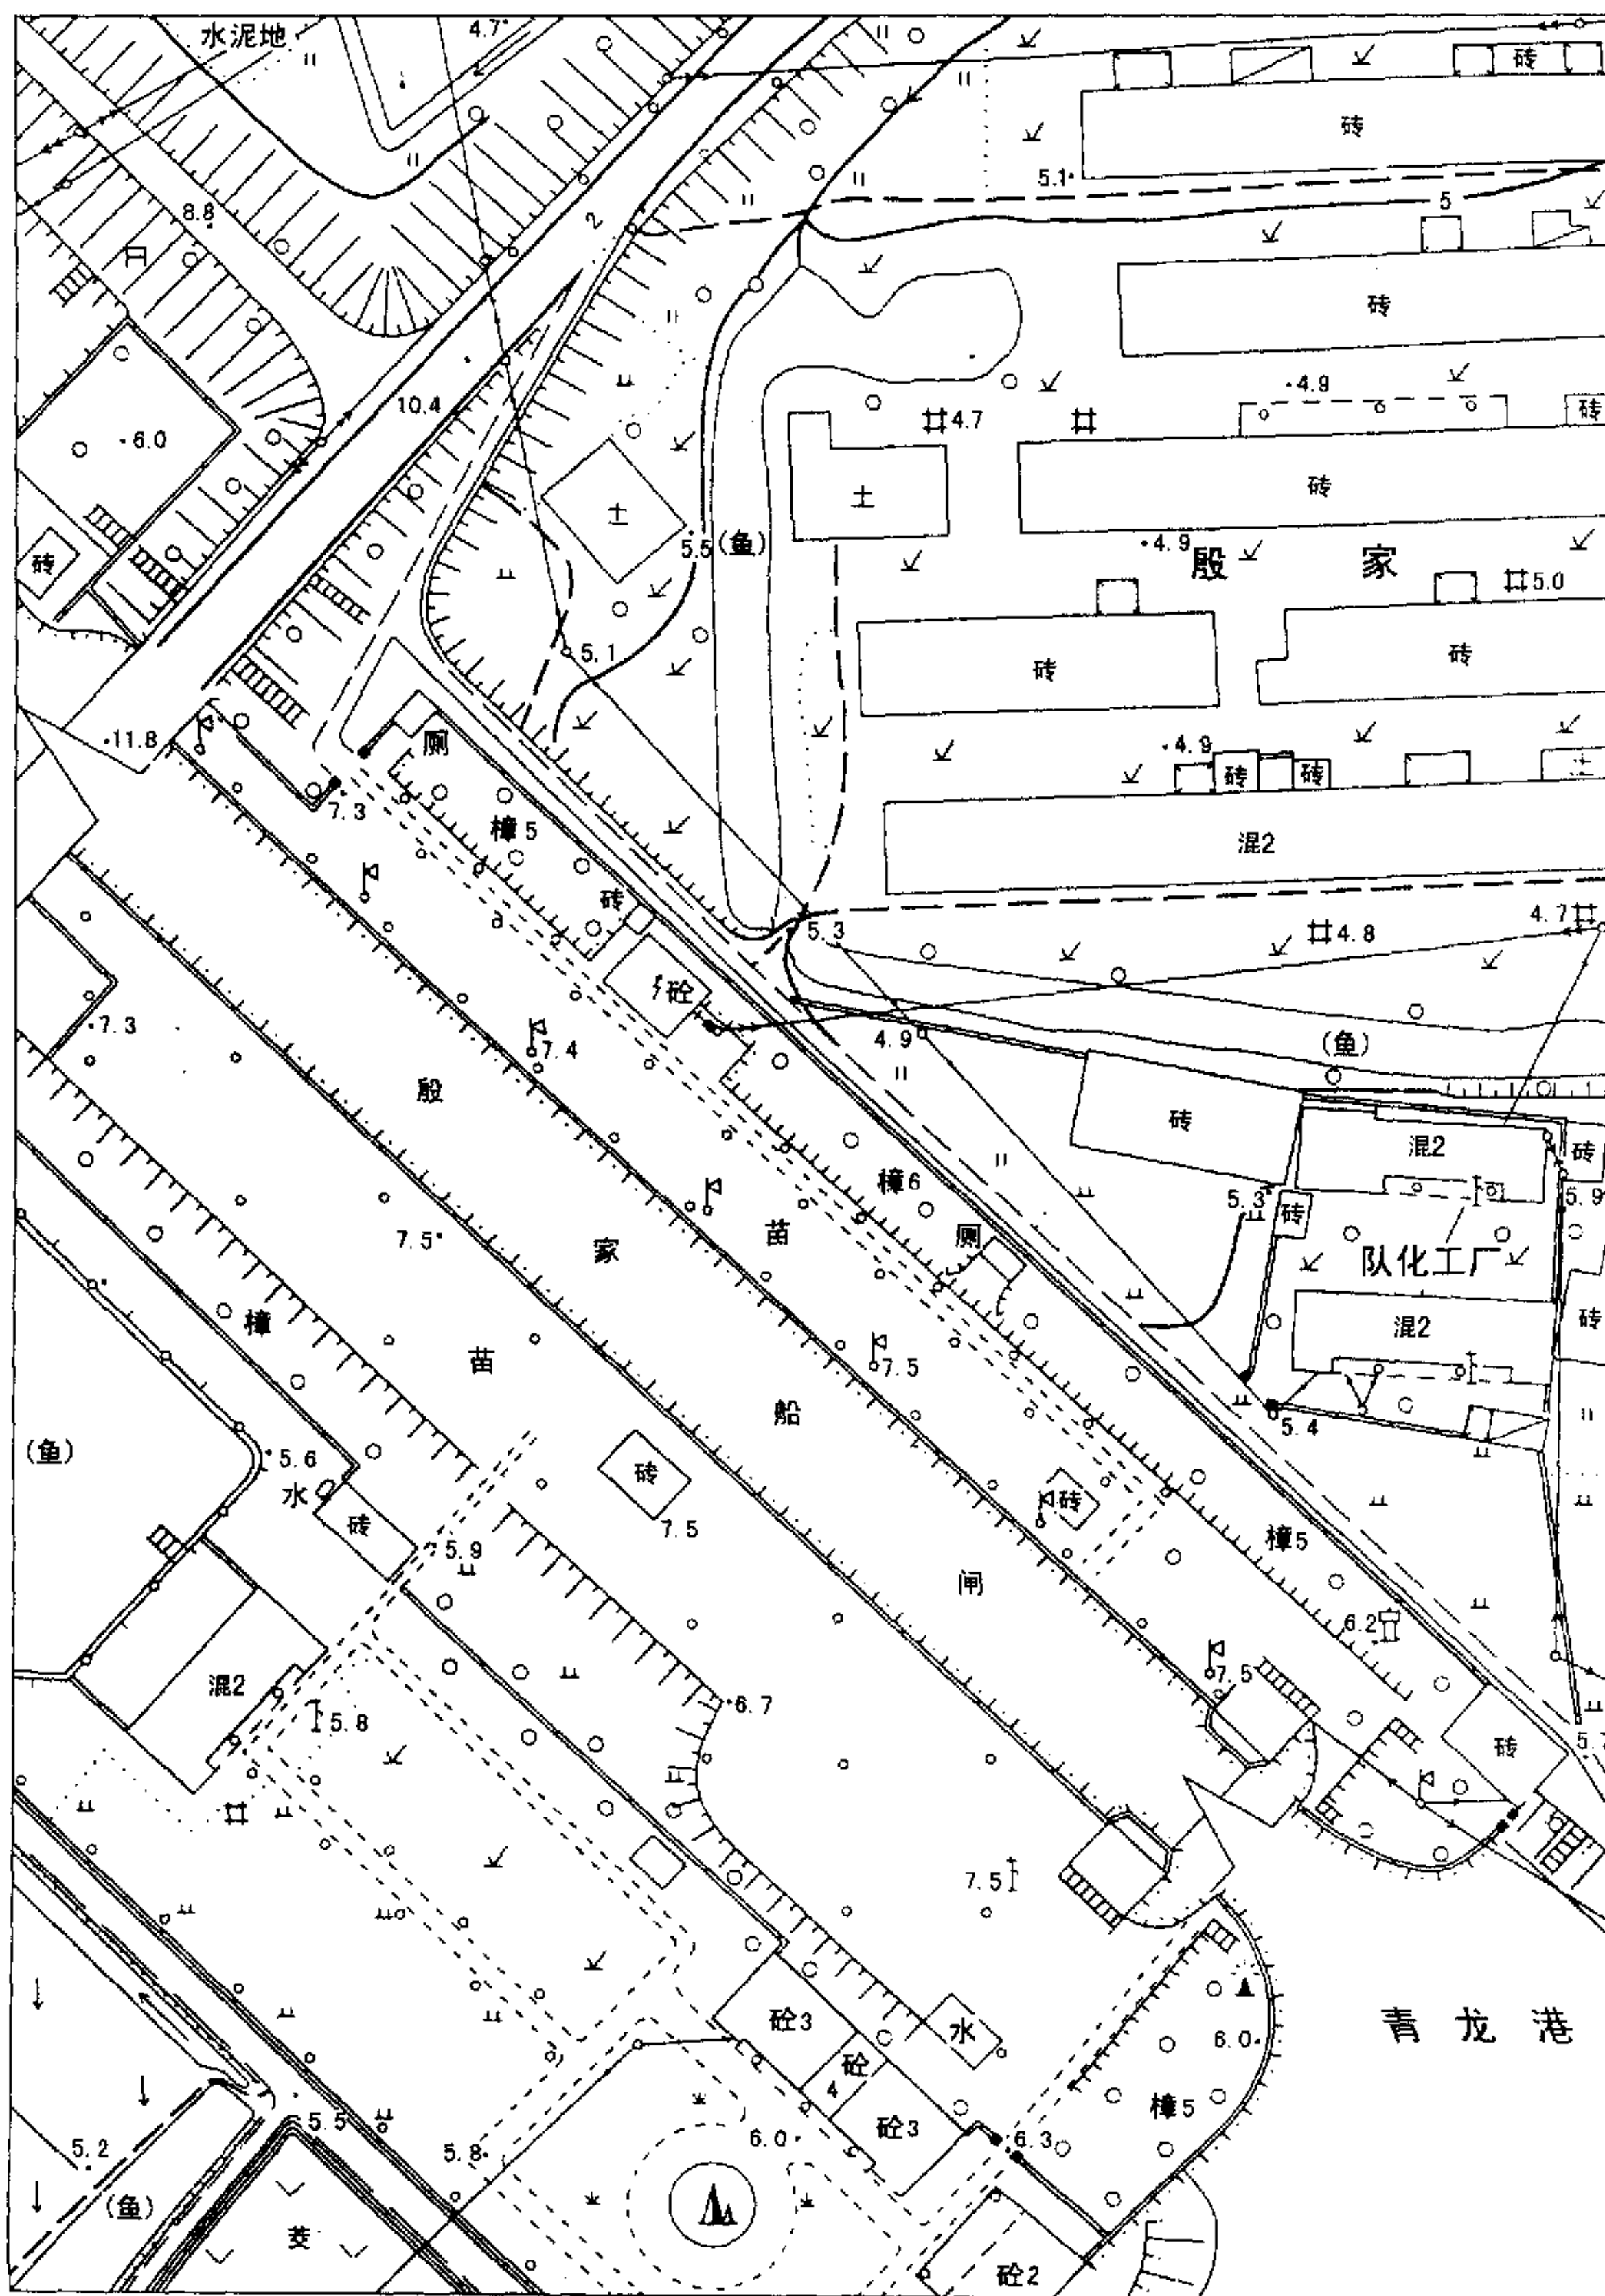 水泥地
4.7
砖
砖
8.8
2
5.1
5
砖
10.4
4.9
砖
6.0
4.7
土
土
砖
砖
5.5
(鱼)
4.9
殷 家
5.0
5.1
砖
砖
11.8
厕
4.9
砖
砖
7.3
樟5
混2
砖
5.3
4.8
4.7
砼
7.3
7.4
4.9
(鱼)
殷
砖
混2
砖
樟6
5.3
砖
5.9
7.5
家
苗
厕
队化工厂
樟
苗
7.5
混2
砖
船
5.4
(鱼)
5.6
水
砖
砖
砖
7.5
樟5
5.9
闸
6.2
混2
7.5
5.8
6.7
砖
5.7
7.5
砼3
水
青龙港
砼4
6.0
樟5
5.5
砼3
5.2
5.8
6.0
6.3
(鱼)
茭
砼2